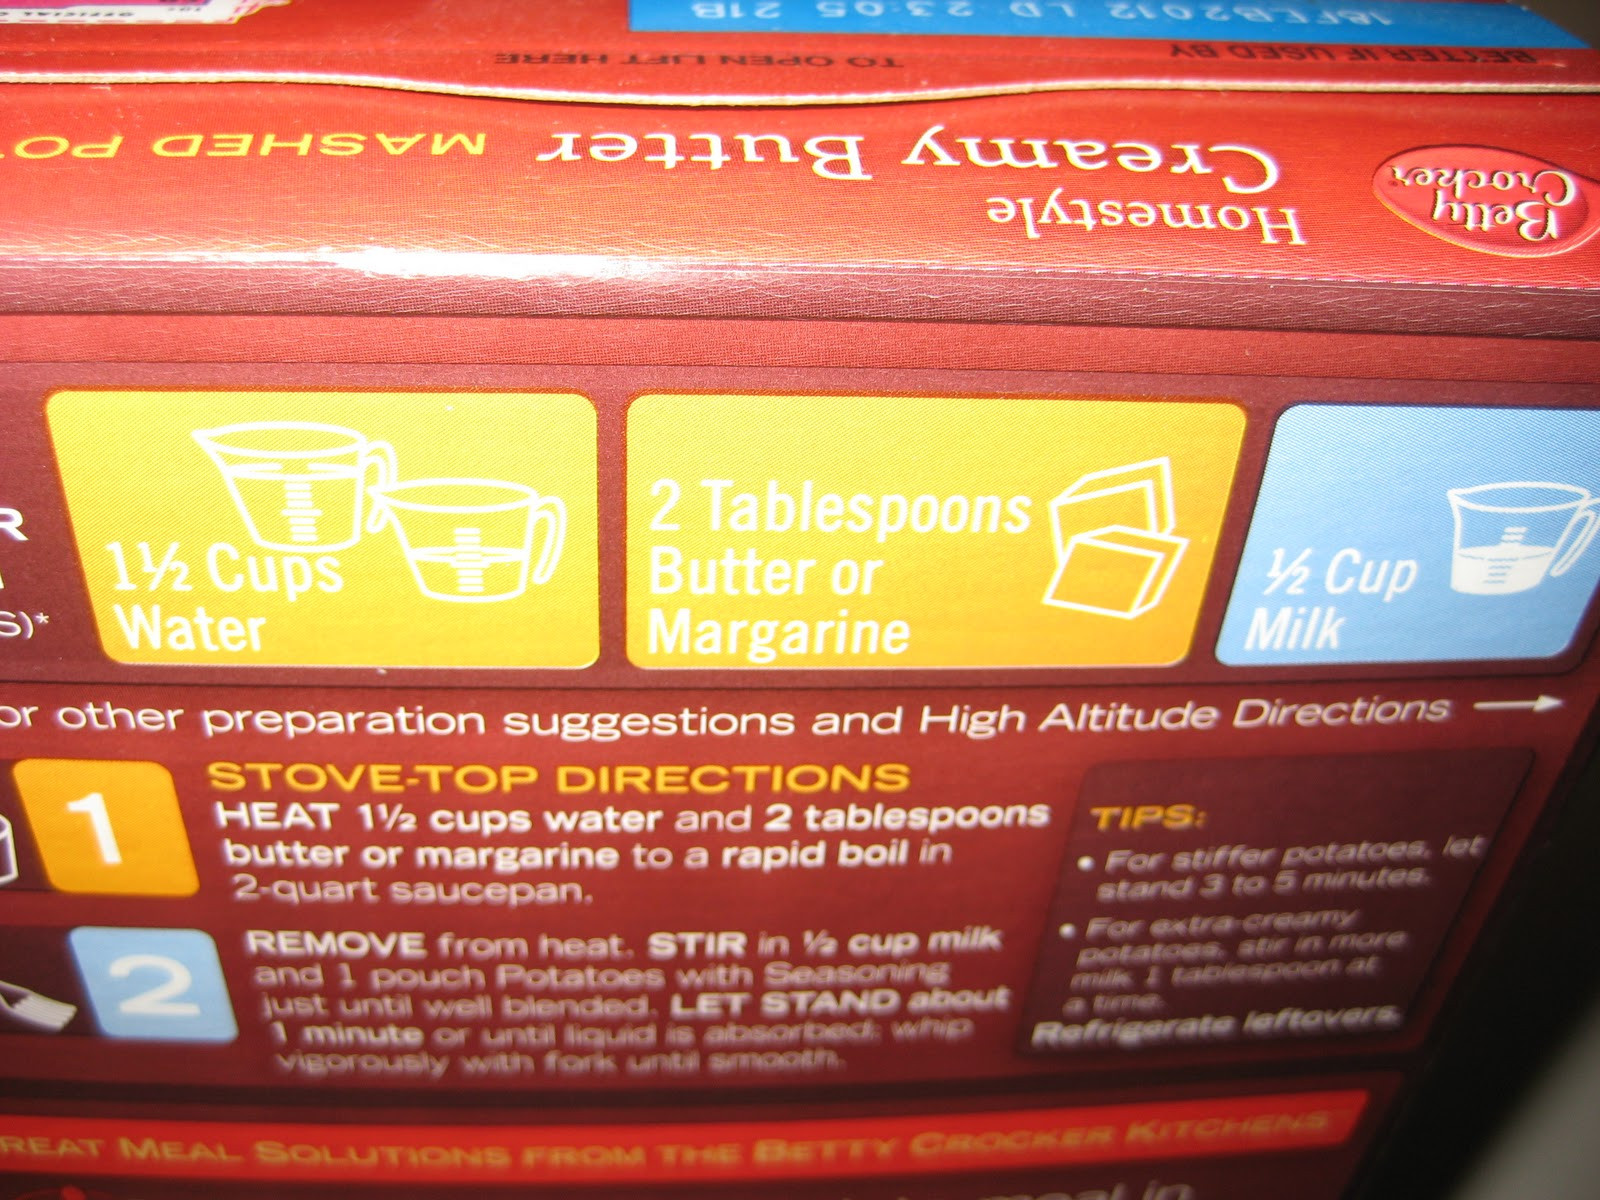 18FEB2012 LD 23:05 21B
BETTER IF USED BY
TO OPEN LIFT HERE
Betty
Crocker
Homestyle
Creamy Butter MASHED
1½ Cups
Water
2 Tablespoons
Butter or
Margarine
½ Cup
Milk
or other preparation suggestions and High Altitude Directions
1
STOVE-TOP DIRECTIONS
HEAT 1½ cups water and 2 tablespoons
butter or margarine to a rapid boil in
2-quart saucepan.
2
REMOVE from heat. STIR in ½ cup milk
and 1 pouch Potatoes with Seasoning
just until well blended. LET STAND about
1 minute or until liquid is absorbed; whip
vigorously with fork until smooth.
TIPS:
• For stiffer potatoes, let
stand 3 to 5 minutes.
• For extra-creamy
potatoes, stir in more
milk, 1 tablespoon at
a time.
Refrigerate leftovers.
REAT MEAL SOLUTIONS FROM THE BETTY CROCKER KITCHENS
meal in